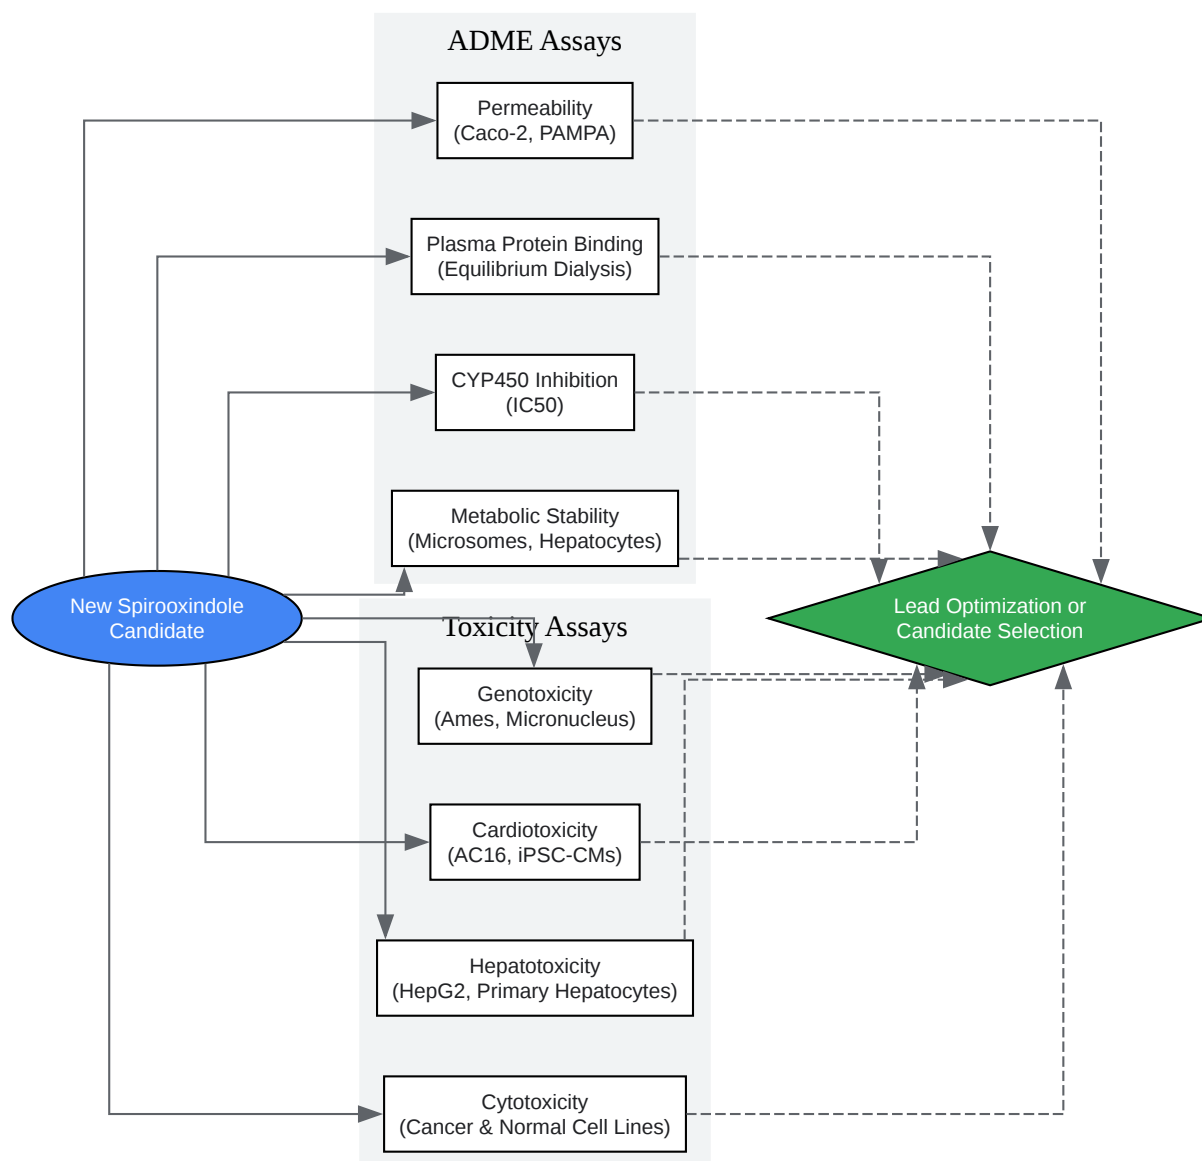 ADME Assays
Permeability
(Caco-2, PAMPA)
Plasma Protein Binding
(Equilibrium Dialysis)
CYP450 Inhibition
(IC50)
Metabolic Stability
(Microsomes, Hepatocytes)
New Spirooxindole
Candidate
Lead Optimization or
Candidate Selection
Toxicity Assays
Genotoxicity
(Ames, Micronucleus)
Cardiotoxicity
(AC16, iPSC-CMs)
Hepatotoxicity
(HepG2, Primary Hepatocytes)
Cytotoxicity
(Cancer & Normal Cell Lines)